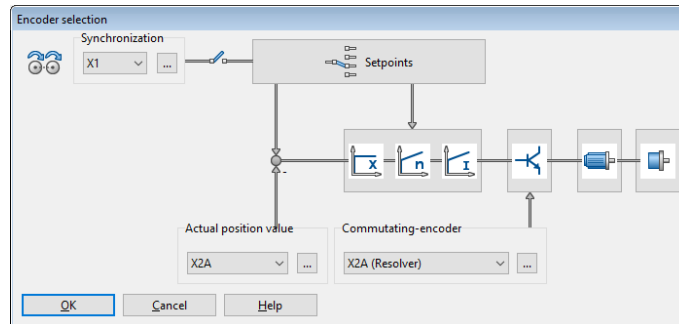 Encoder selection
Synchronization
X1
...
Setpoints
X
n
I
-
Actual position value
X2A
...
Commutating-encoder
X2A (Resolver)
...
OK
Cancel
Help